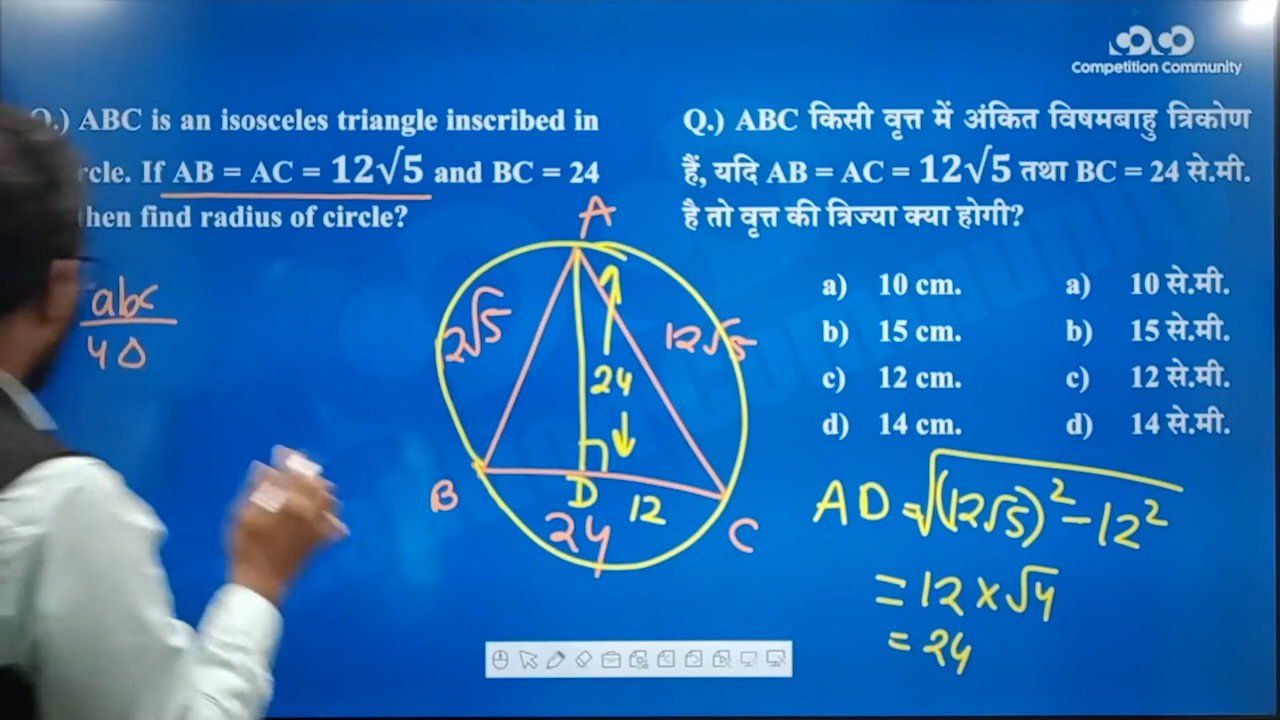 Competition Community
Q.) ABC is an isosceles triangle inscribed in
rcle. If AB = AC = 12√5 and BC = 24
then find radius of circle?
Q.) ABC किसी वृत्त में अंकित विषमबाहु त्रिकोण
हैं, यदि AB = AC = 12√5 तथा BC = 24 से.मी.
है तो वृत्त की त्रिज्या क्या होगी?
abc
4Δ
A
2√5
12√5
24
B
D
12
C
24
a) 10 cm.
b) 15 cm.
c) 12 cm.
d) 14 cm.
a) 10 से.मी.
b) 15 से.मी.
c) 12 से.मी.
d) 14 से.मी.
AD = √(12√5)² - 12²
= 12 × √4
= 24